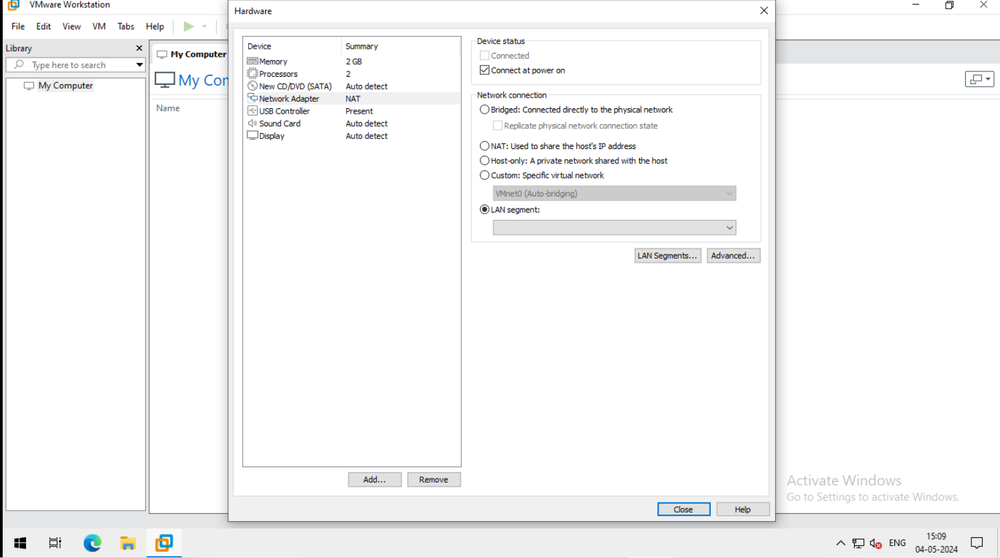 VMware Workstation
File Edit View VM Tabs Help
Library
Type here to search
My Computer
My Computer
My Cor
Name
Hardware
Device Summary
Memory 2 GB
Processors 2
New CD/DVD (SATA) Auto detect
Network Adapter NAT
USB Controller Present
Sound Card Auto detect
Display Auto detect
Add... Remove
Device status
Connected
Connect at power on
Network connection
Bridged: Connected directly to the physical network
Replicate physical network connection state
NAT: Used to share the host's IP address
Host-only: A private network shared with the host
Custom: Specific virtual network
VMnet0 (Auto-bridging)
LAN segment:
LAN Segments... Advanced...
Close Help
Activate Windows
Go to Settings to activate Windows.
ENG
15:09
04-05-2024